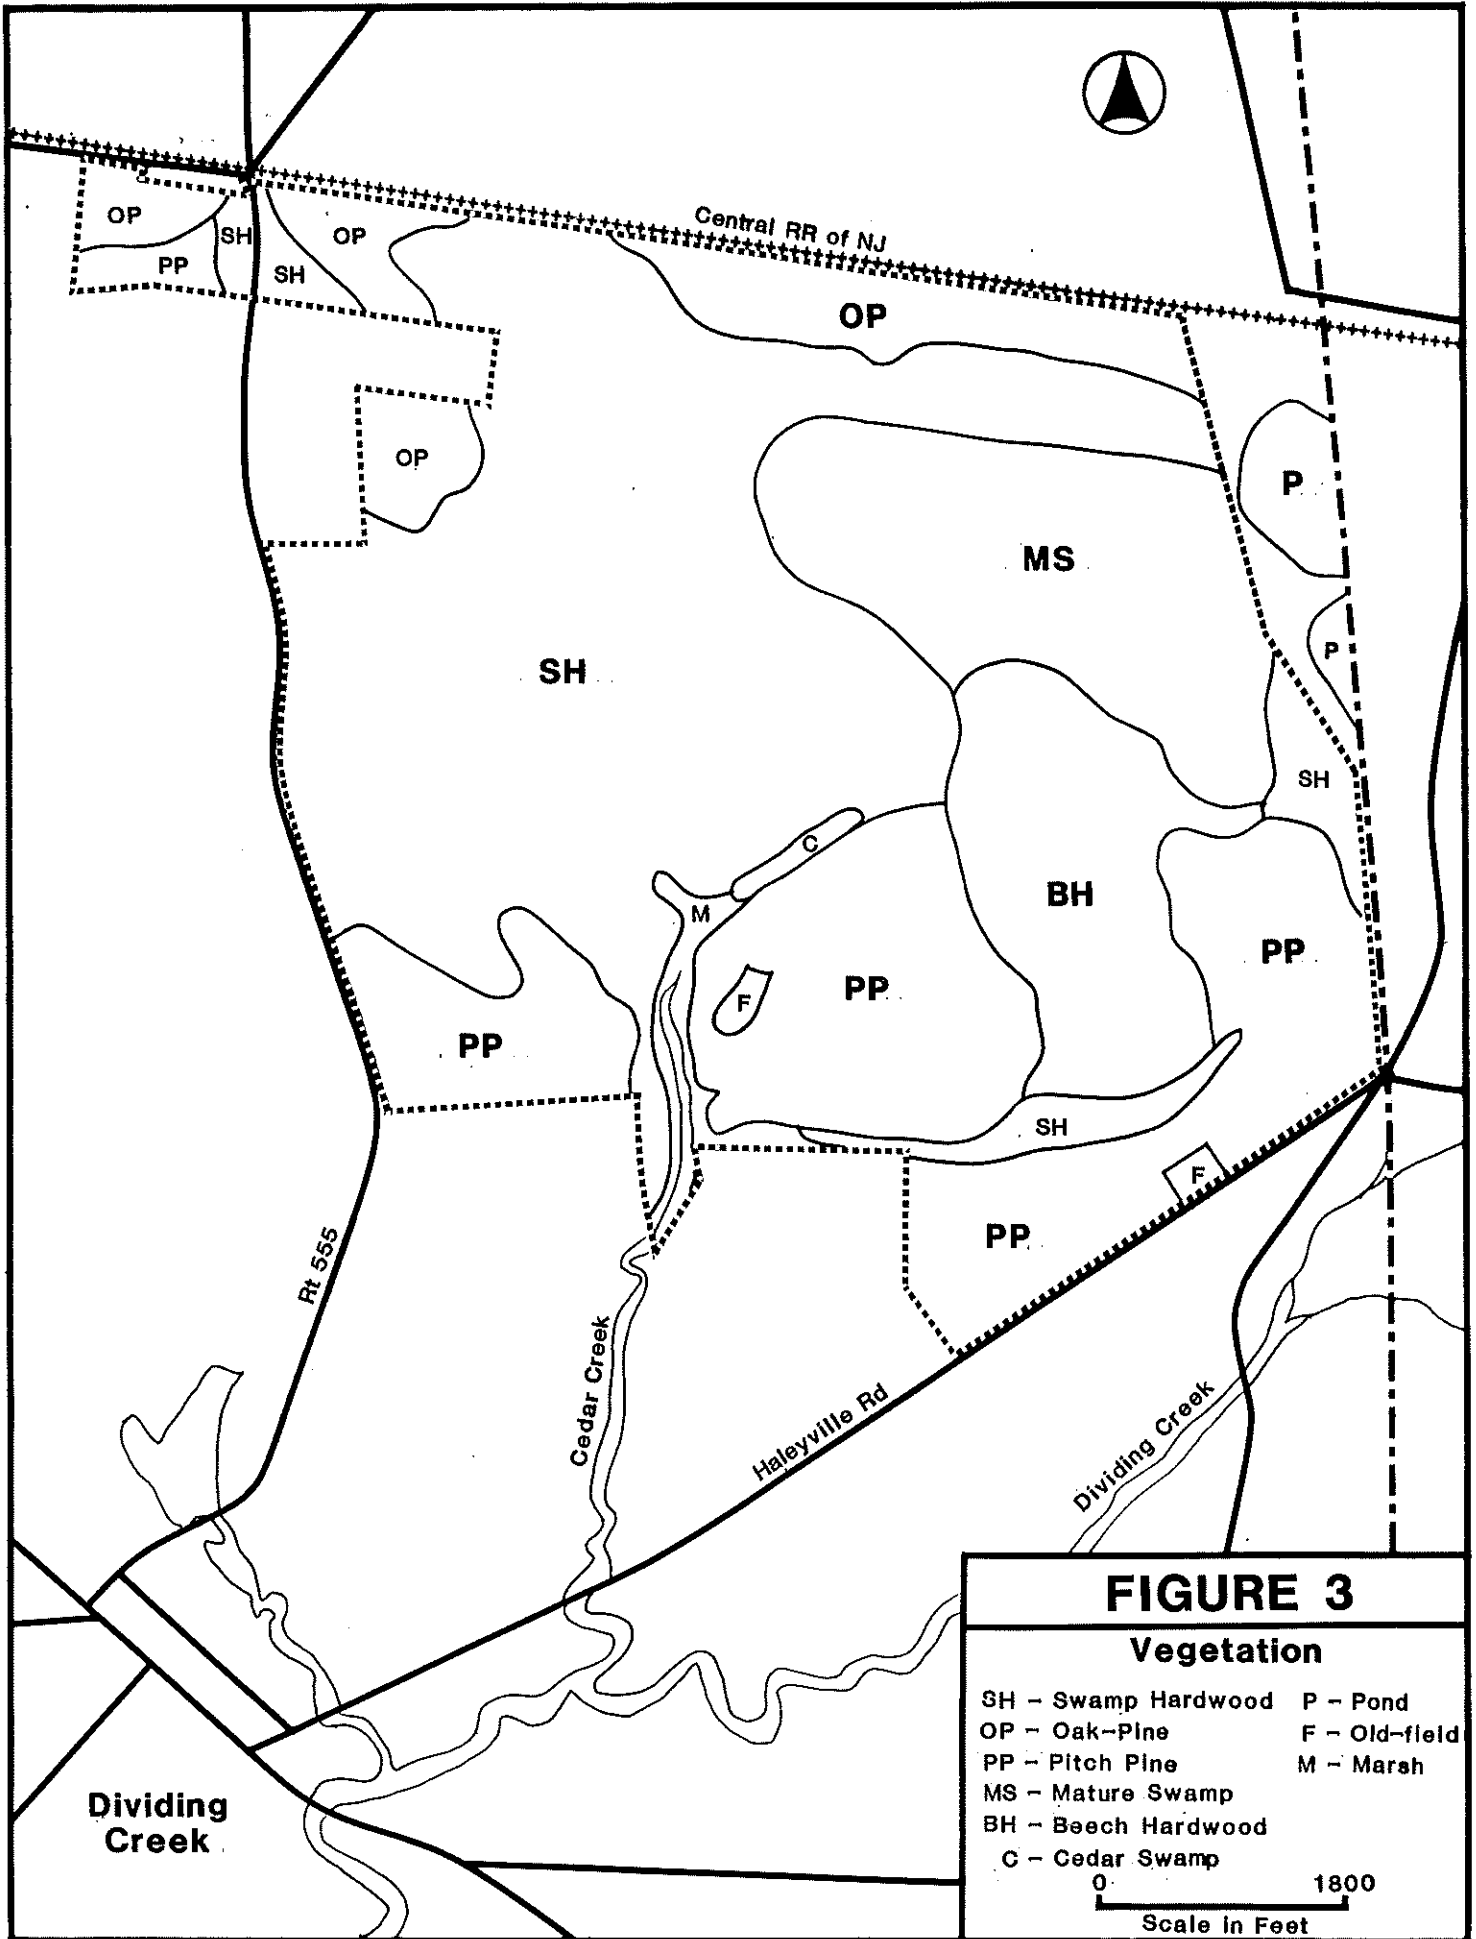 Central RR of NJ
OP
SH
OP
PP
SH
OP
OP
P
MS
P
SH
SH
C
BH
M
PP
F
PP
PP
SH
F
PP
Rt 555
Cedar Creek
Haleyville Rd
Dividing Creek
Dividing
Creek
FIGURE 3
Vegetation
SH - Swamp Hardwood P - Pond
OP - Oak-Pine F - Old-field
PP - Pitch Pine M - Marsh
MS - Mature Swamp
BH - Beech Hardwood
C - Cedar Swamp
0 1800
Scale in Feet